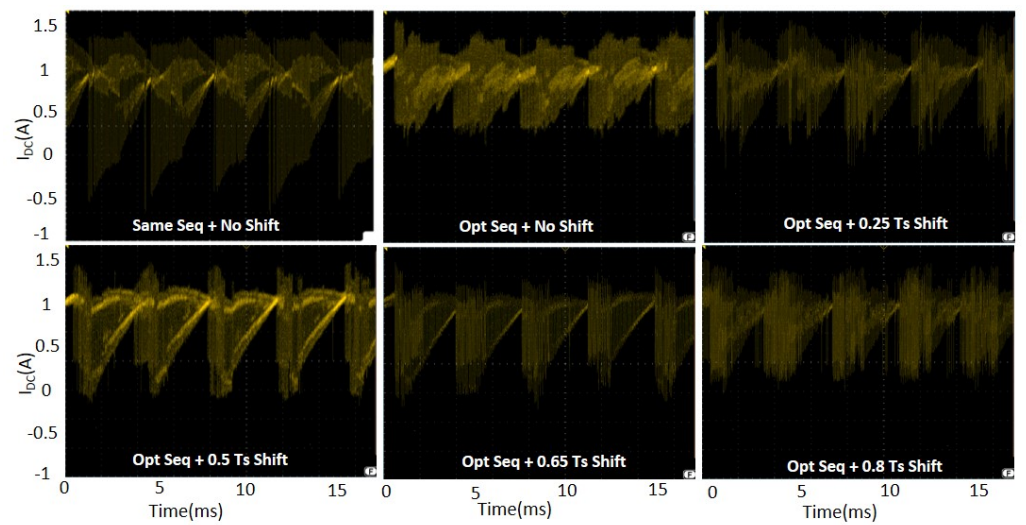 1.5
1
0.5
0
-0.5
-1
I_DC(A)
Same Seq + No Shift
Opt Seq + No Shift
F
Opt Seq + 0.25 Ts Shift
F
1.5
1
0.5
0
-0.5
-1
I_DC(A)
Opt Seq + 0.5 Ts Shift
F
Opt Seq + 0.65 Ts Shift
F
Opt Seq + 0.8 Ts Shift
F
0 5 10 15
Time(ms)
0 5 10 15
Time(ms)
0 5 10 15
Time(ms)